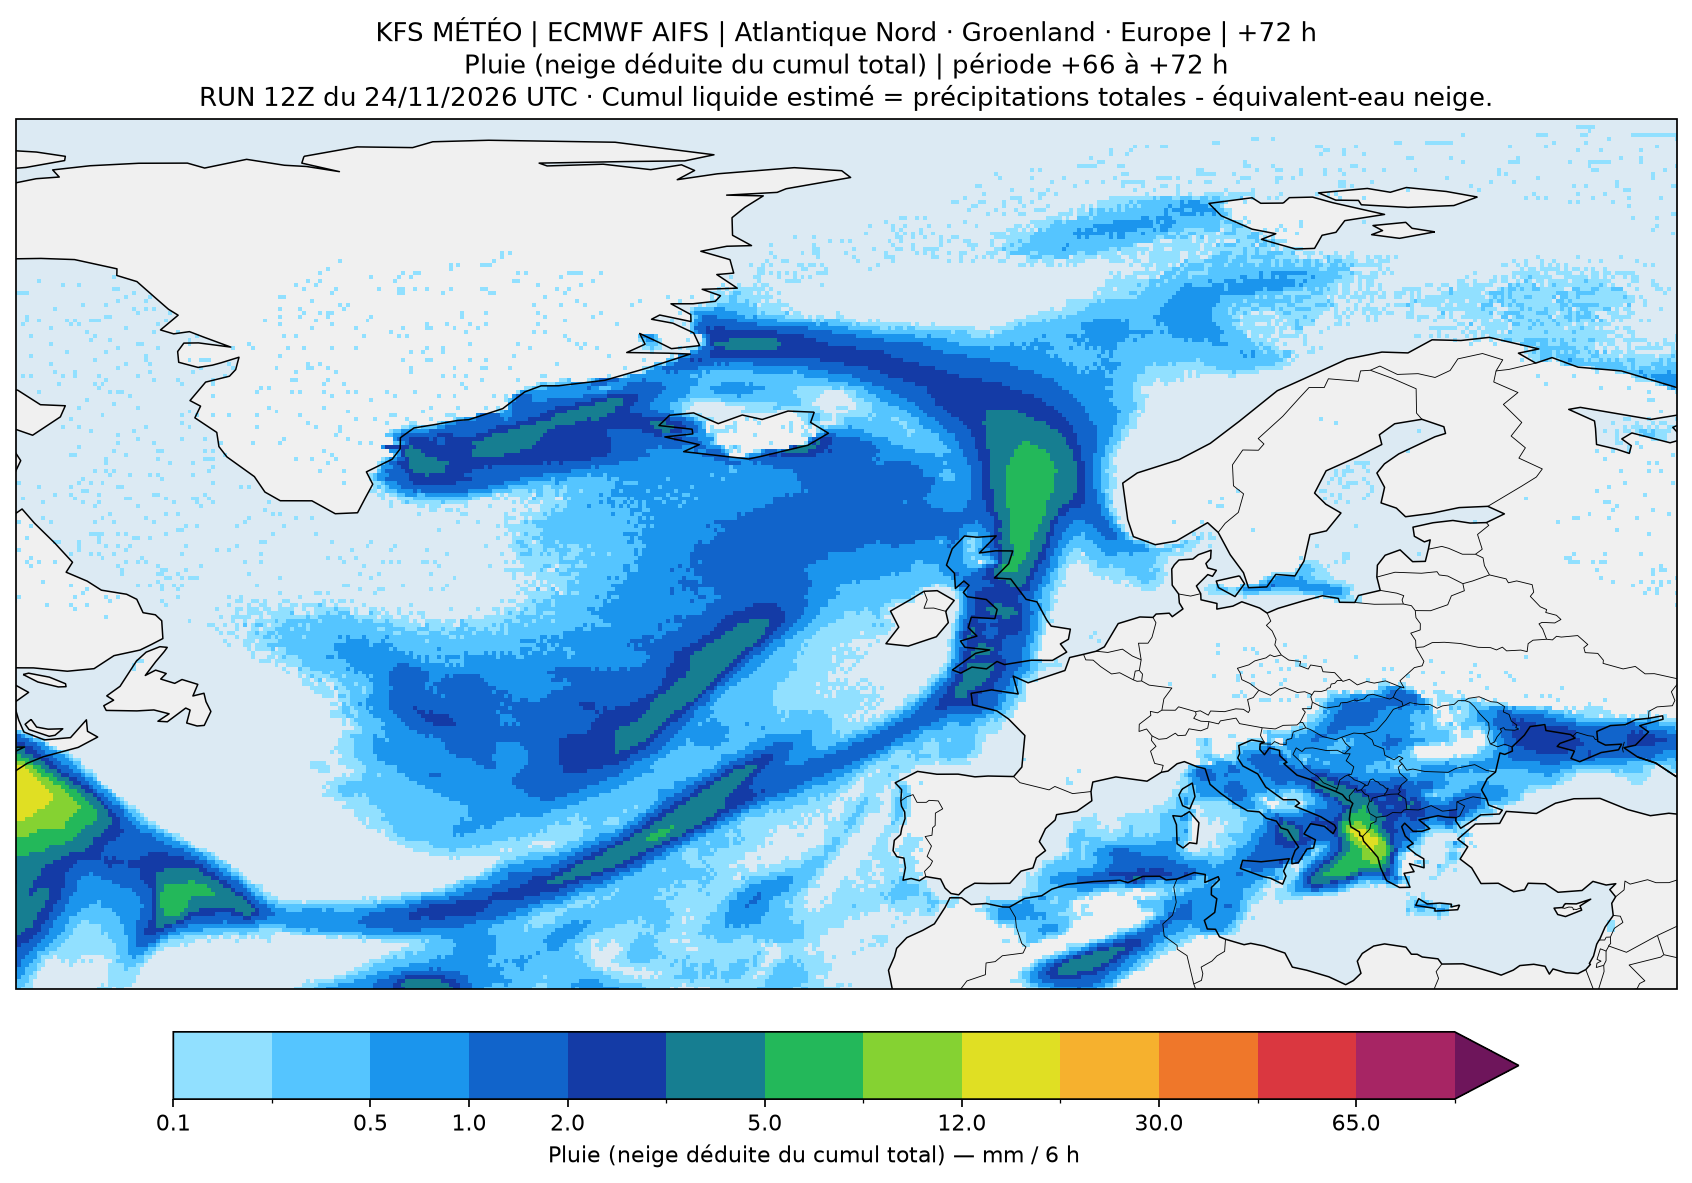 KFS MÉTÉO | ECMWF AIFS | Atlantique Nord · Groenland · Europe | +72 h
Pluie (neige déduite du cumul total) | période +66 à +72 h
RUN 12Z du 24/11/2026 UTC · Cumul liquide estimé = précipitations totales - équivalent-eau neige.
0.1 0.5 1.0 2.0 5.0 12.0 30.0 65.0
Pluie (neige déduite du cumul total) — mm / 6 h